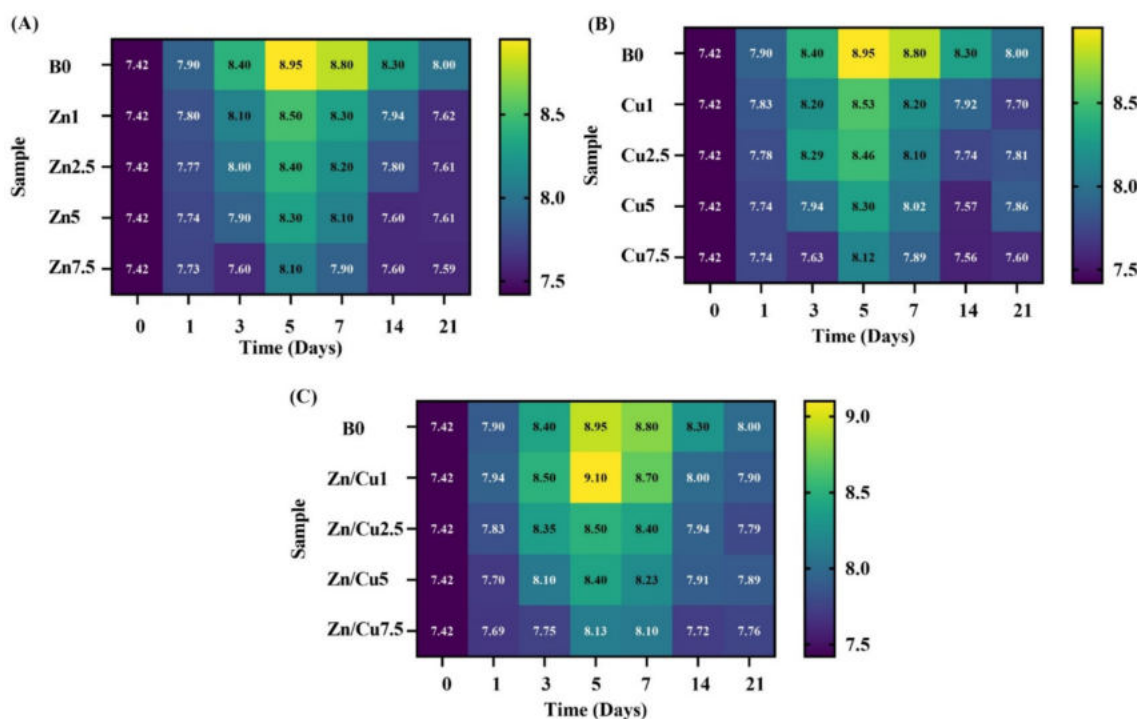 (A)
B0 7.42 7.90 8.40 8.95 8.80 8.30 8.00
Zn1 7.42 7.80 8.10 8.50 8.30 7.94 7.62
Zn2.5 7.42 7.77 8.00 8.40 8.20 7.80 7.61
Zn5 7.42 7.74 7.90 8.30 8.10 7.60 7.61
Zn7.5 7.42 7.73 7.60 8.10 7.90 7.60 7.59
Sample
0 1 3 5 7 14 21
Time (Days)
8.5
8.0
7.5
(B)
B0 7.42 7.90 8.40 8.95 8.80 8.30 8.00
Cu1 7.42 7.83 8.20 8.53 8.20 7.92 7.70
Cu2.5 7.42 7.78 8.29 8.46 8.10 7.74 7.81
Cu5 7.42 7.74 7.94 8.30 8.02 7.57 7.86
Cu7.5 7.42 7.74 7.63 8.12 7.89 7.56 7.60
Sample
0 1 3 5 7 14 21
Time (Days)
8.5
8.0
7.5
(C)
B0 7.42 7.90 8.40 8.95 8.80 8.30 8.00
Zn/Cu1 7.42 7.94 8.50 9.10 8.70 8.00 7.90
Zn/Cu2.5 7.42 7.83 8.35 8.50 8.40 7.94 7.79
Zn/Cu5 7.42 7.70 8.10 8.40 8.23 7.91 7.89
Zn/Cu7.5 7.42 7.69 7.75 8.13 8.10 7.72 7.76
Sample
0 1 3 5 7 14 21
Time (Days)
9.0
8.5
8.0
7.5